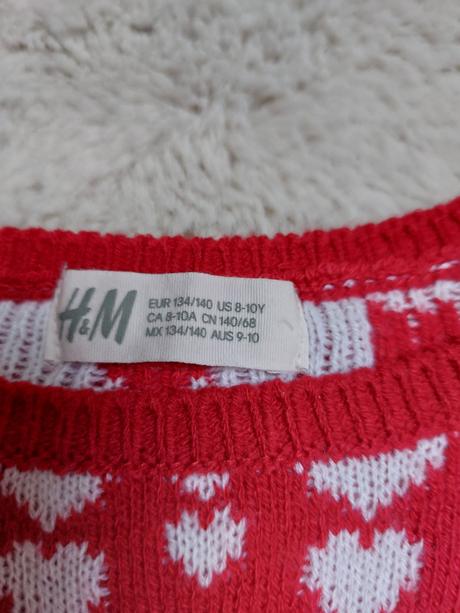 H&M
EUR 134/140 US 8-10Y
CA 8-10A CN 140/68
MX 134/140 AUS 9-10